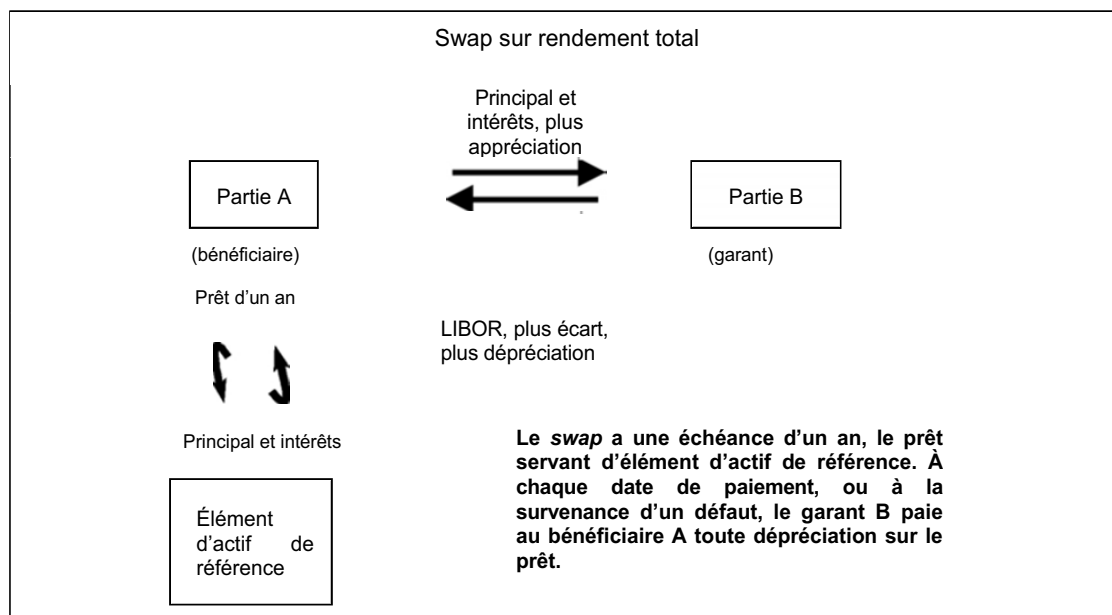 Swap sur rendement total
Principal et
intérêts, plus
appréciation
Partie A
Partie B
(bénéficiaire)
(garant)
Prêt d’un an
LIBOR, plus écart,
plus dépréciation
Principal et intérêts
Le swap a une échéance d’un an, le prêt
servant d’élément d’actif de référence. À
chaque date de paiement, ou à la
survenance d’un défaut, le garant B paie
au bénéficiaire A toute dépréciation sur le
prêt.
Élément
d’actif de
référence